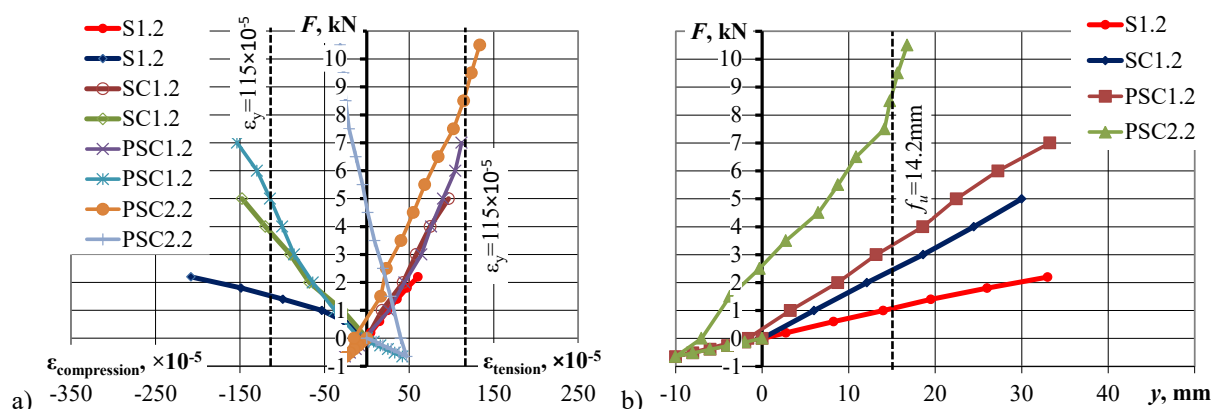 S1.2
S1.2
SC1.2
SC1.2
PSC1.2
PSC1.2
PSC2.2
PSC2.2
F, kN
10
9
8
7
6
5
4
3
2
1
0
-1
εy=115×10-5
εy=115×10-5
εcompression, ×10-5
εtension, ×10-5
-350 -250 -150 -50 50 150 250
a)
F, kN
10
9
8
7
6
5
4
3
2
1
0
-1
fu=14.2mm
S1.2
SC1.2
PSC1.2
PSC2.2
-10 0 10 20 30 40 50
y, mm
b)